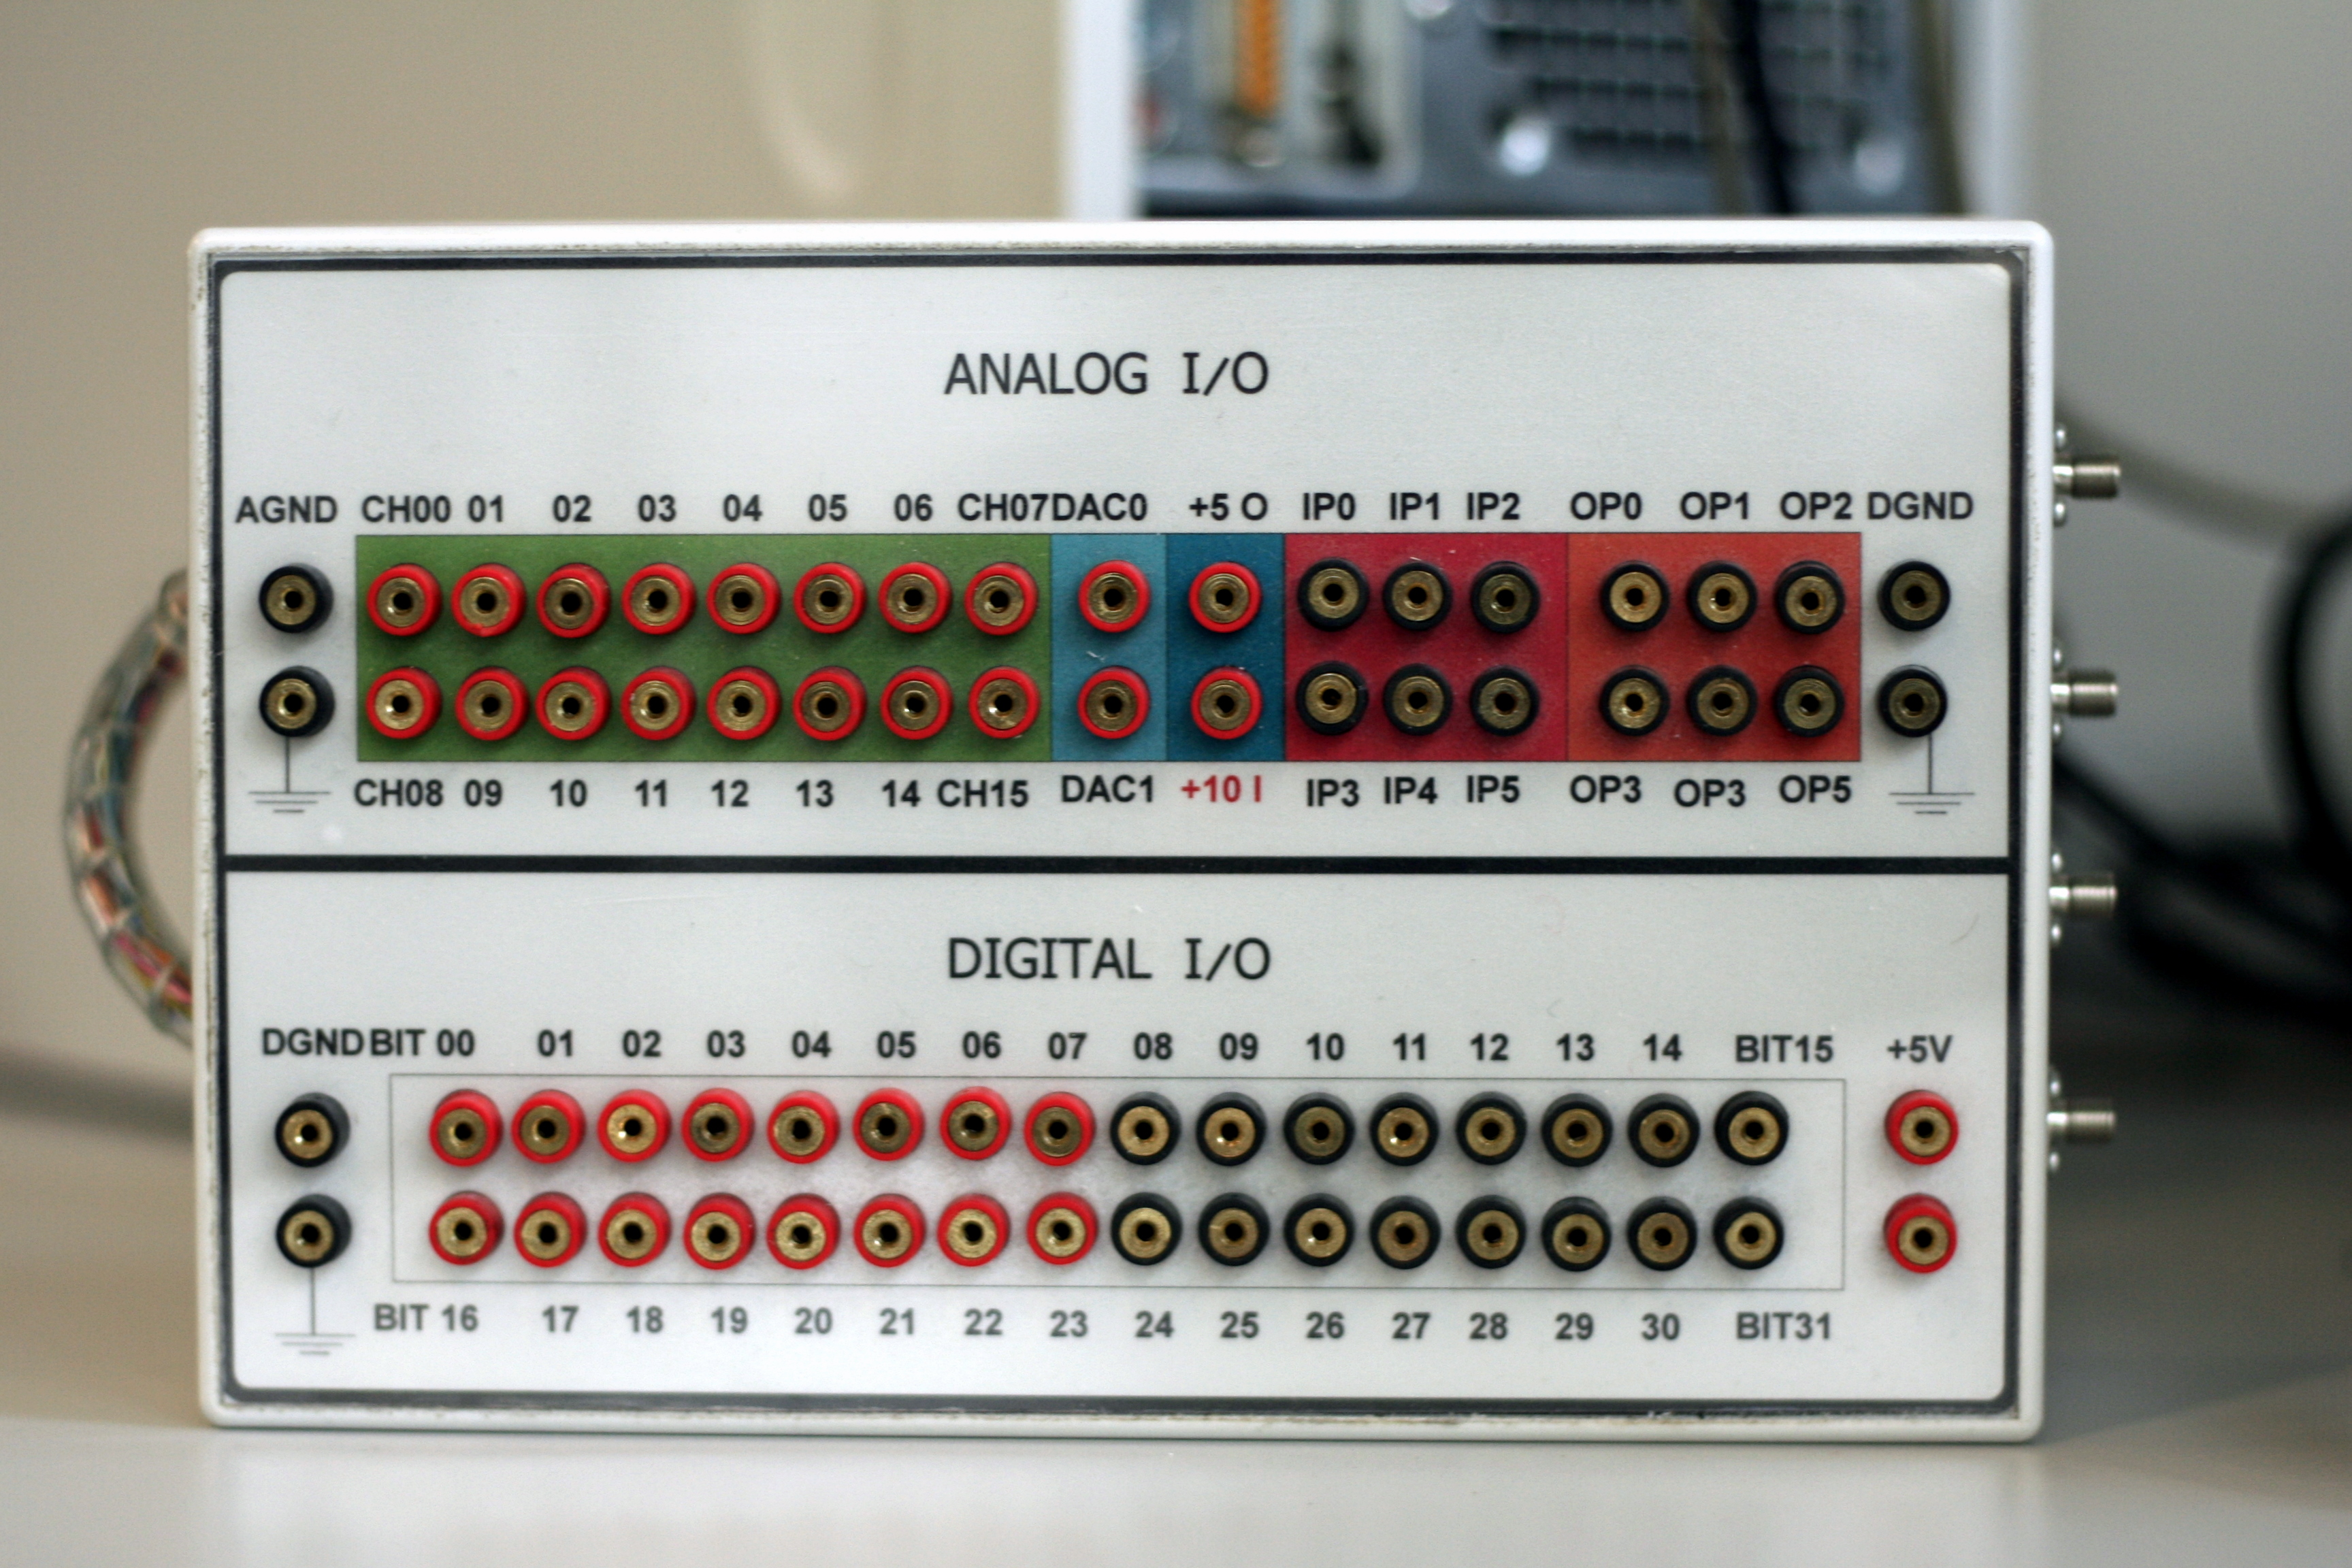 ANALOG I/O
AGND CH00 01 02 03 04 05 06 CH07 DAC0 +5 O IP0 IP1 IP2 OP0 OP1 OP2 DGND
CH08 09 10 11 12 13 14 CH15 DAC1 +10 I IP3 IP4 IP5 OP3 OP3 OP5
DIGITAL I/O
DGND BIT 00 01 02 03 04 05 06 07 08 09 10 11 12 13 14 BIT15 +5V
BIT 16 17 18 19 20 21 22 23 24 25 26 27 28 29 30 BIT31